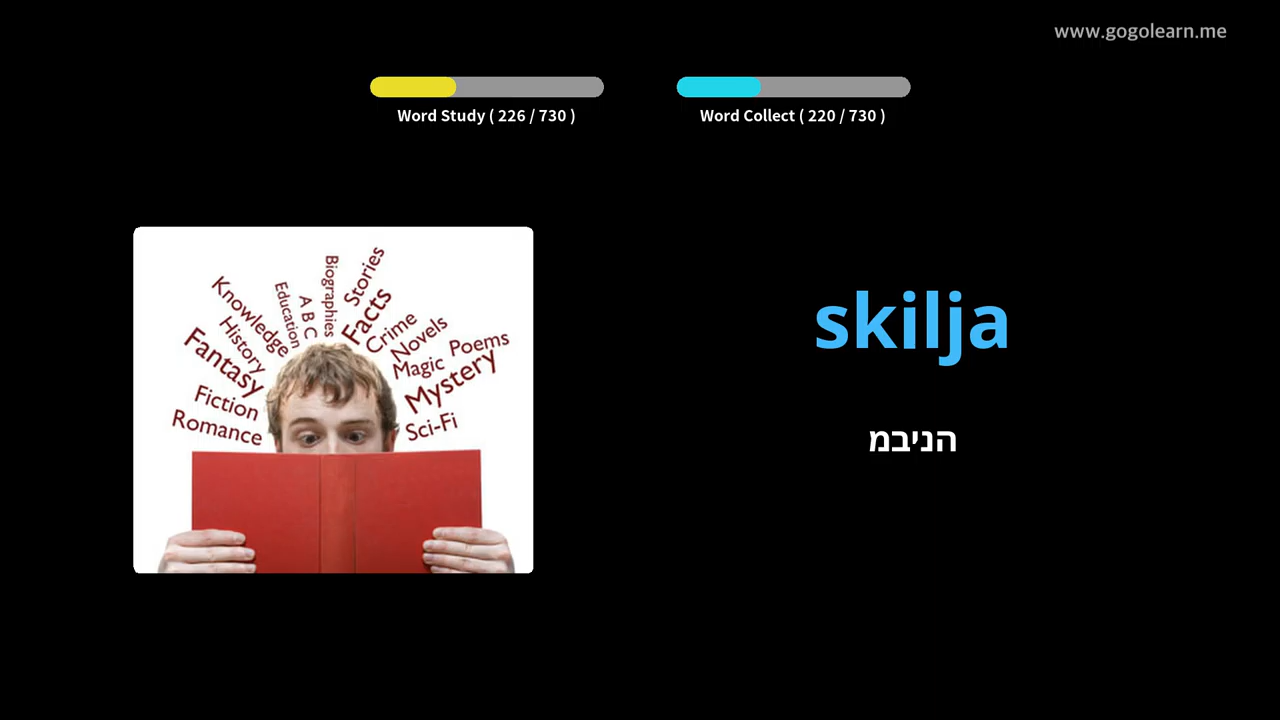 www.gogolearn.me
Word Study ( 226 / 730 )
Word Collect ( 220 / 730 )
Knowledge
History
Fantasy
Fiction
Romance
Education
A B C
Biographies
Stories
Facts
Crime
Novels
Magic
Poems
Mystery
Sci-Fi
skilja
הניבמ